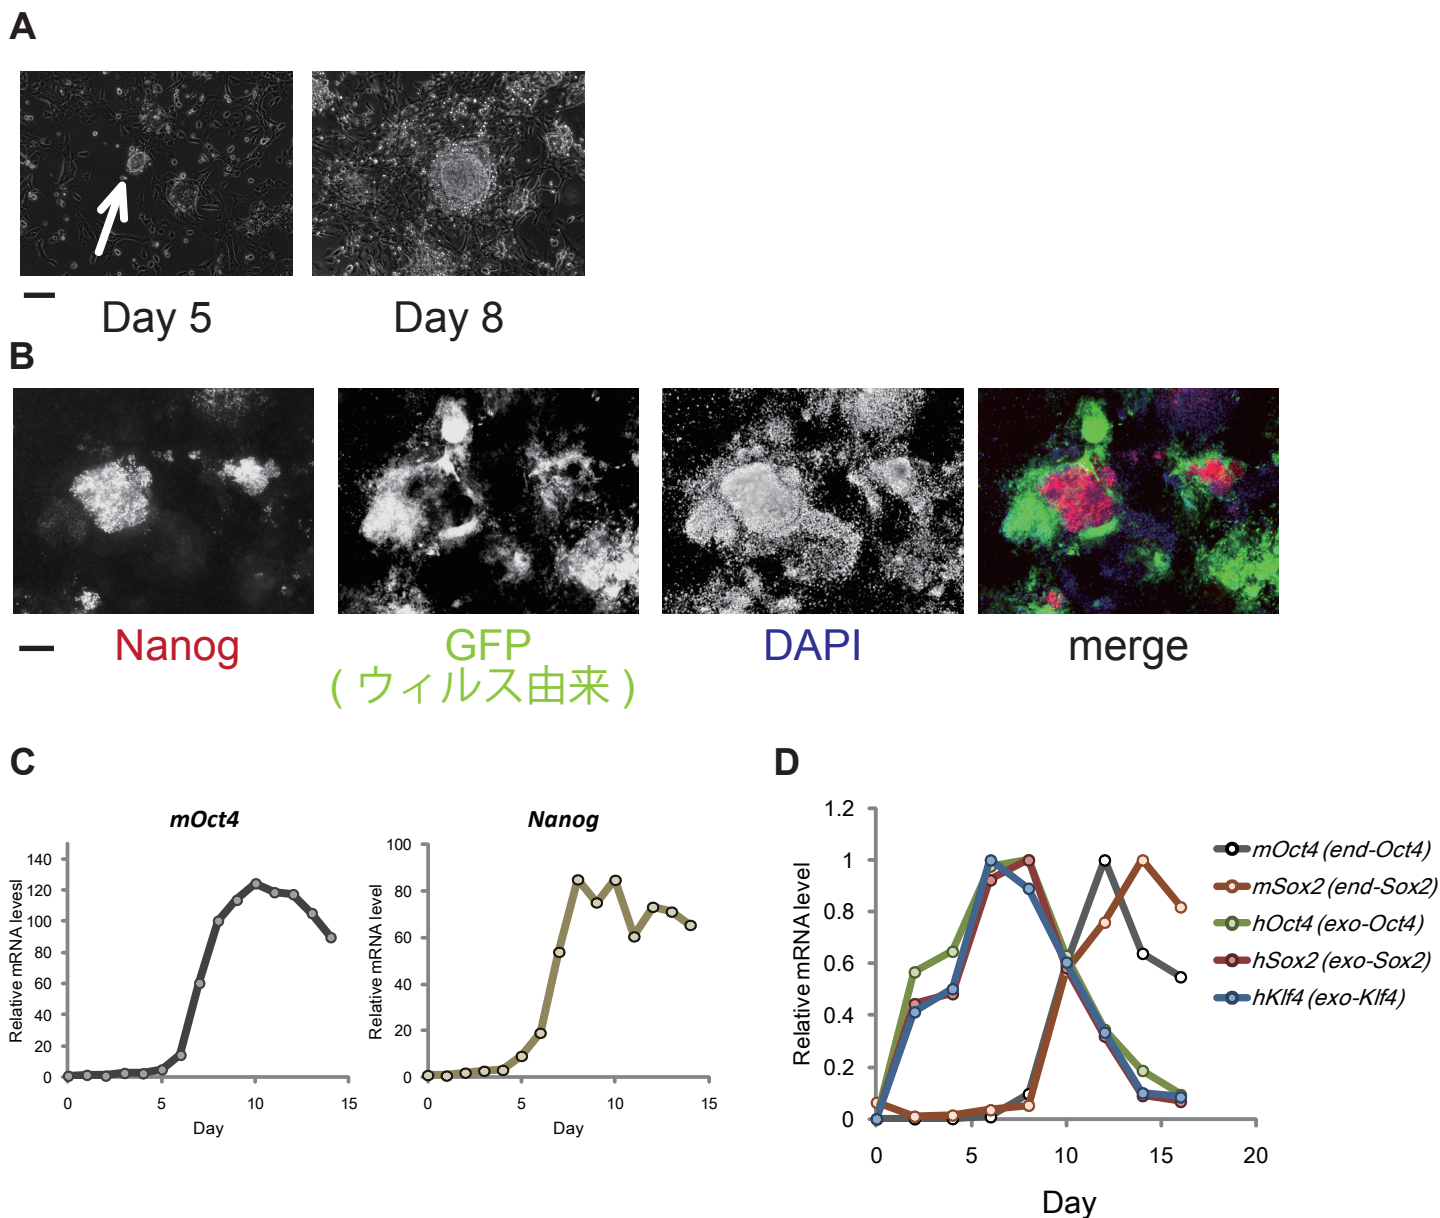 A
Day 5
Day 8
B
Nanog
GFP
( ウィルス由来 )
DAPI
merge
C
mOct4
Relative mRNA levesl
140
120
100
80
60
40
20
0
0
5
10
15
Day
Nanog
Relative mRNA level
100
80
60
40
20
0
0
5
10
15
Day
D
Relative mRNA level
1.2
1
0.8
0.6
0.4
0.2
0
0
5
10
15
20
Day
mOct4 (end-Oct4)
mSox2 (end-Sox2)
hOct4 (exo-Oct4)
hSox2 (exo-Sox2)
hKlf4 (exo-Klf4)